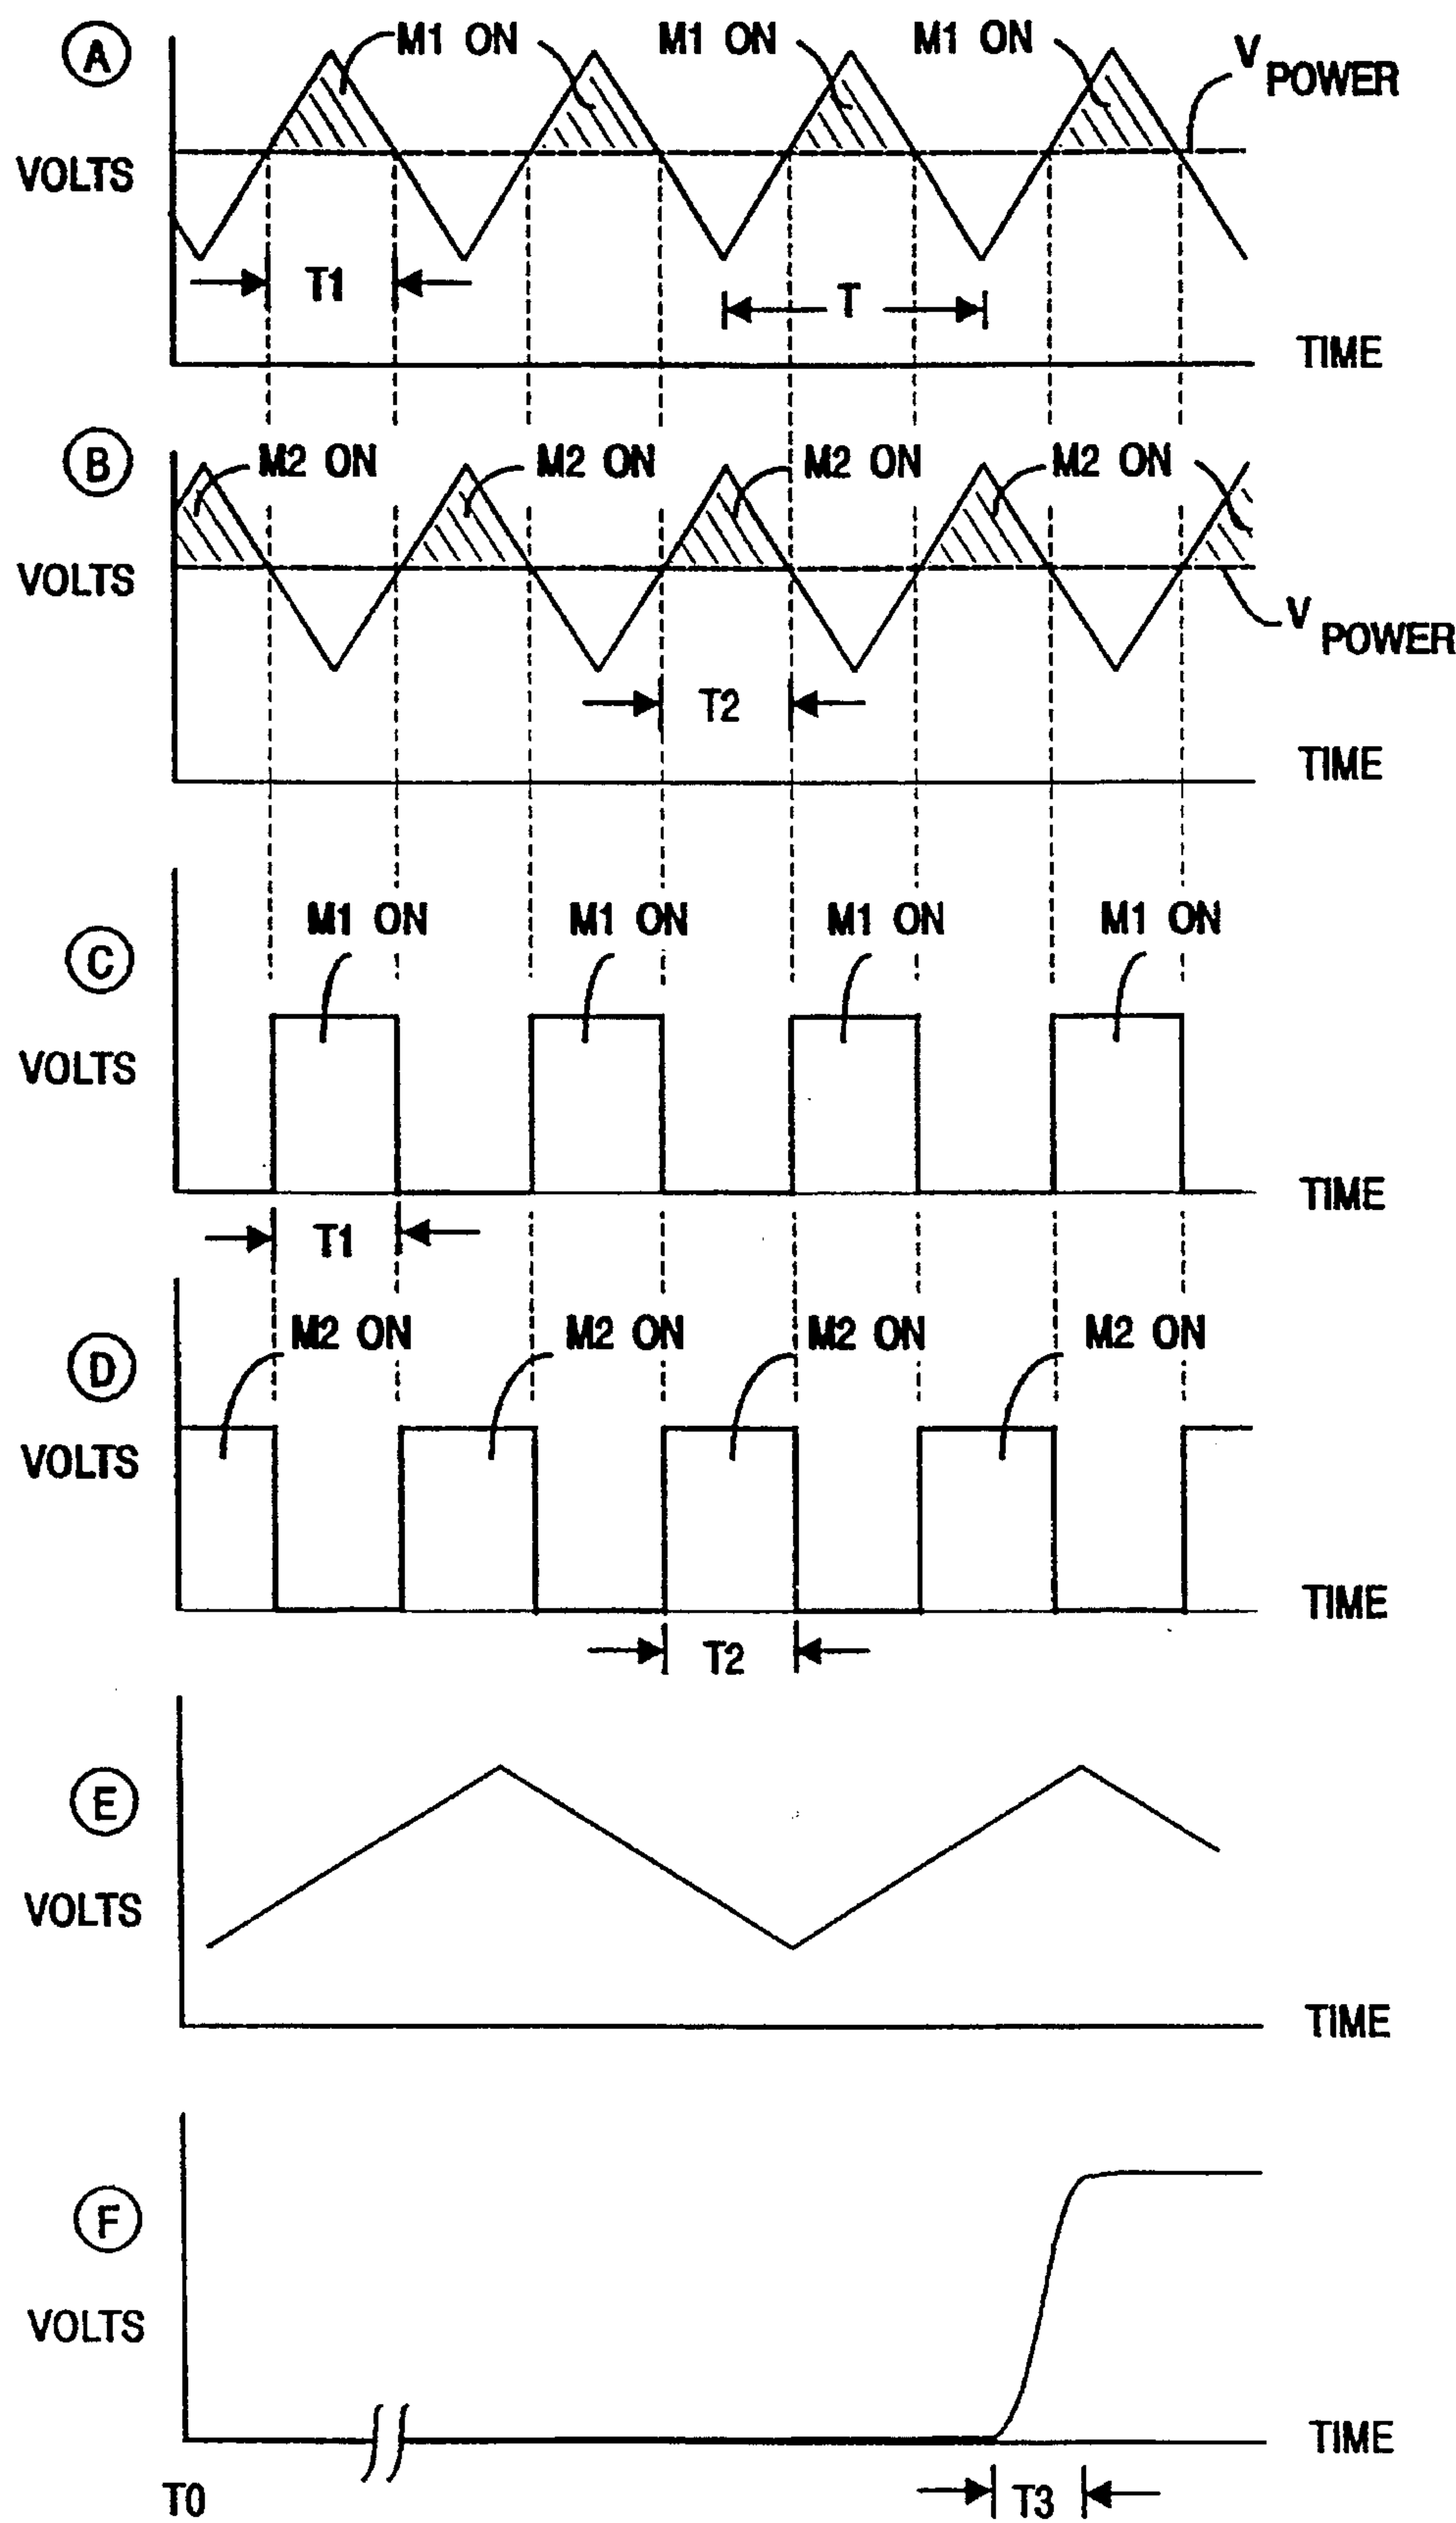 A
M1 ON M1 ON M1 ON
V POWER
VOLTS
T1
T
TIME
B
M2 ON M2 ON M2 ON M2 ON
VOLTS
V POWER
T2
TIME
M1 ON M1 ON M1 ON M1 ON
C
VOLTS
TIME
T1
M2 ON M2 ON M2 ON M2 ON
D
VOLTS
TIME
T2
E
VOLTS
TIME
F
VOLTS
TIME
T0
T3